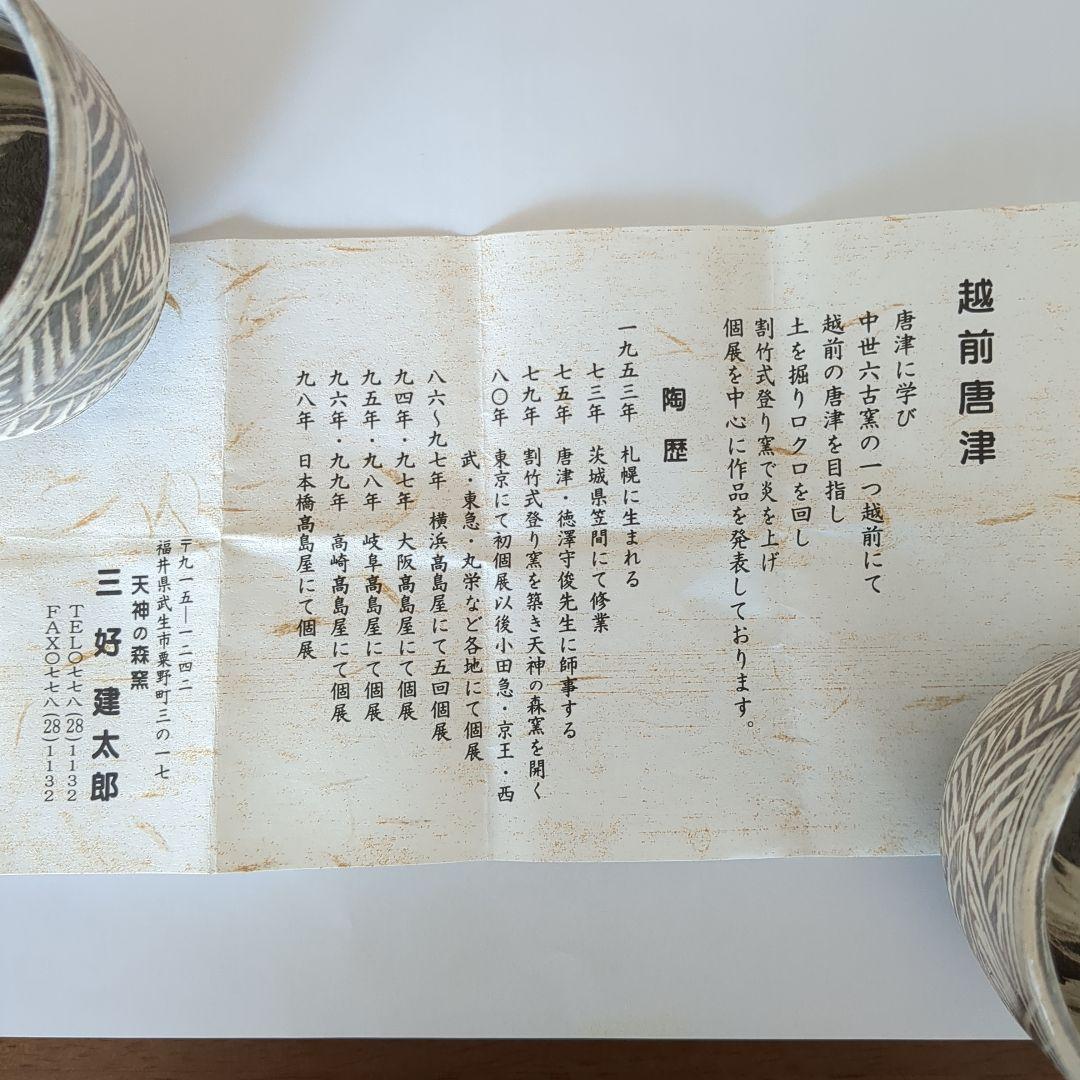 越前唐津
唐津に学び
中世六古窯の一つ越前にて
越前の唐津を目指し
土を掘りロクロを回し
割竹式登り窯で炎を上げ
個展を中心に作品を発表しております。
陶歴
一九五三年 札幌に生まれる
七三年 茨城県笠間にて修業
七五年 唐津・徳澤守俊先生に師事する
七九年 割竹式登り窯を築き天神の森窯を開く
八〇年 東京にて初個展以後小田急・京王・西
武・東急・丸栄など各地にて個展
八六〜九七年 横浜髙島屋にて五回個展
九四年・九七年 大阪髙島屋にて個展
九五年・九八年 岐阜髙島屋にて個展
九六年・九九年 高崎髙島屋にて個展
九八年 日本橋髙島屋にて個展
〒九一五―一二四二
福井県武生市粟野町三の一七
天神の森窯
三好建太郎
TEL〇七七八(28)1132
FAX〇七七八(28)1132